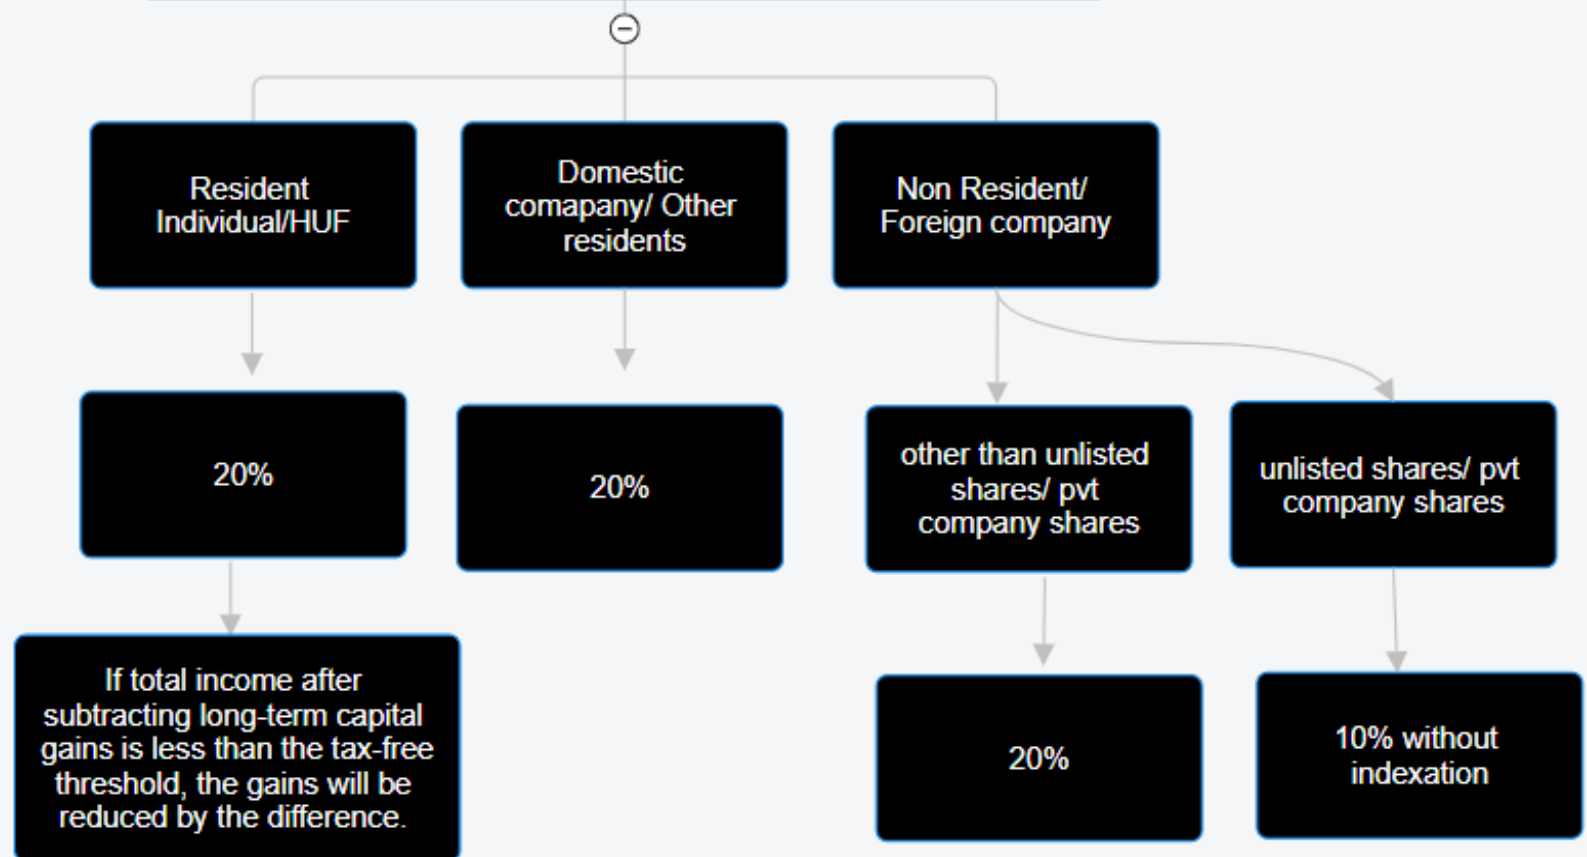 Resident
Individual/HUF
Domestic
comapany/ Other
residents
Non Resident/
Foreign company
20%
20%
other than unlisted
shares/ pvt
company shares
unlisted shares/ pvt
company shares
If total income after
subtracting long-term capital
gains is less than the tax-free
threshold, the gains will be
reduced by the difference.
20%
10% without
indexation